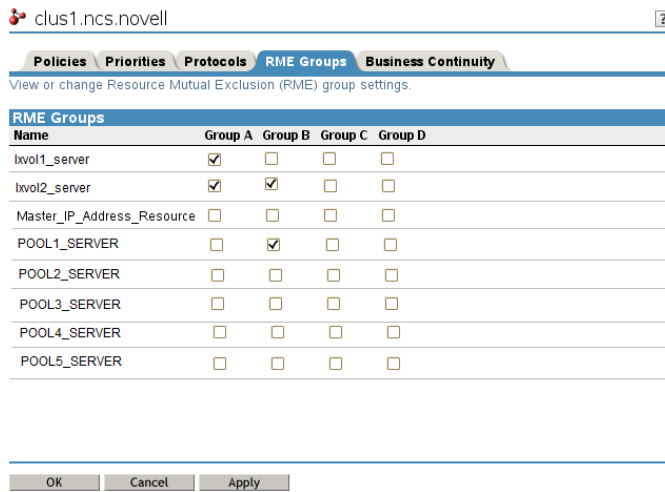 clus1.ncs.novell ?
Policies Priorities Protocols RME Groups Business Continuity
View or change Resource Mutual Exclusion (RME) group settings.
RME Groups
Name Group A Group B Group C Group D
lxvol1_server
lxvol2_server
Master_IP_Address_Resource
POOL1_SERVER
POOL2_SERVER
POOL3_SERVER
POOL4_SERVER
POOL5_SERVER
OK Cancel Apply